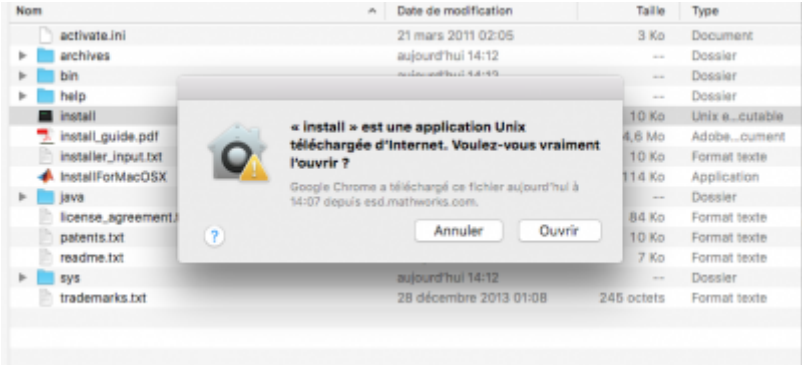 Nom Date de modification Taille Type
activate.ini 21 mars 2011 02:05 3 Ko Document
archives aujourd'hui 14:12 -- Dossier
bin aujourd'hui 14:12 -- Dossier
help -- Dossier
install 10 Ko Unix e...cutable
install_guide.pdf 4,6 Mo Adobe...cument
installer_input.txt 10 Ko Format texte
InstallForMacOSX 114 Ko Application
java -- Dossier
license_agreement.t 84 Ko Format texte
patents.txt 10 Ko Format texte
readme.txt 7 Ko Format texte
sys aujourd'hui 14:12 -- Dossier
trademarks.txt 28 décembre 2013 01:08 245 octets Format texte
« install » est une application Unix
téléchargée d'Internet. Voulez-vous vraiment
l'ouvrir ?
Google Chrome a téléchargé ce fichier aujourd'hui à
14:07 depuis esd.mathworks.com.
? Annuler Ouvrir